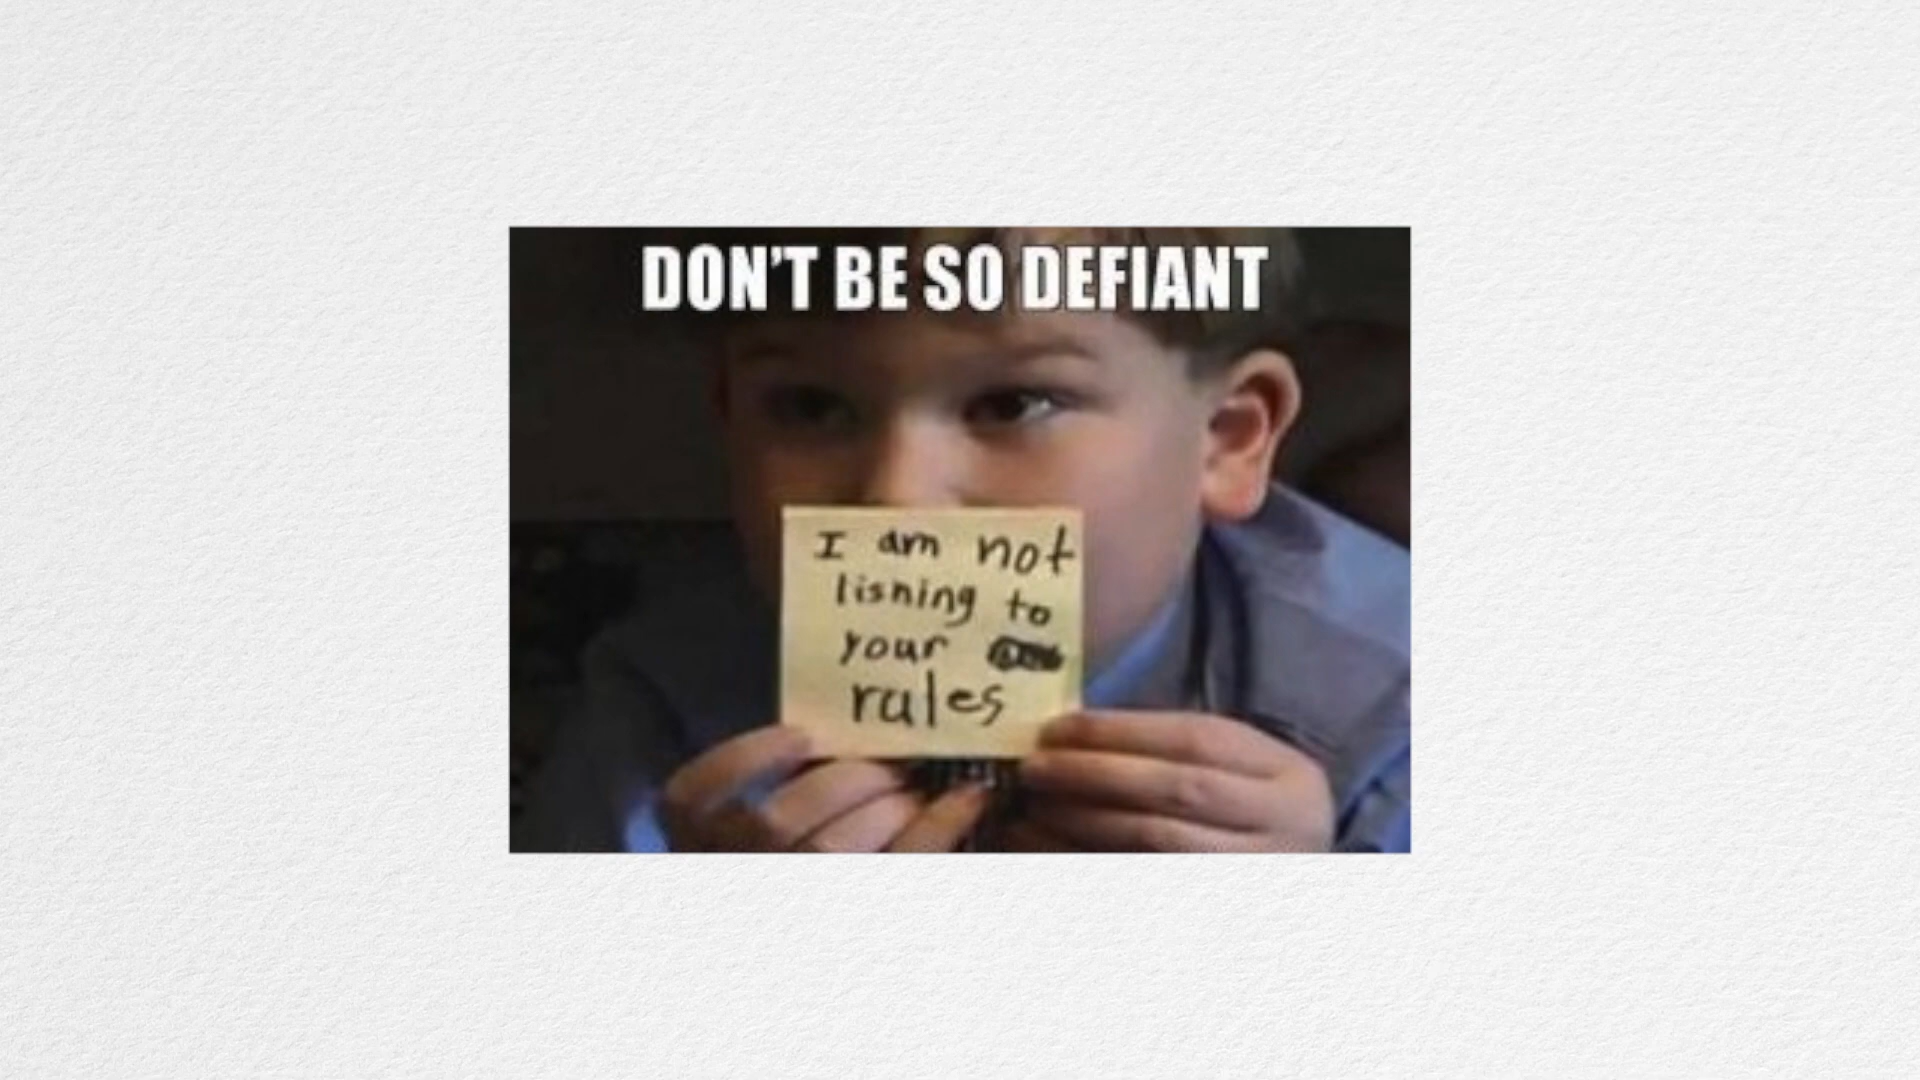 DON'T BE SO DEFIANT
I am not
lisning to
your
rules